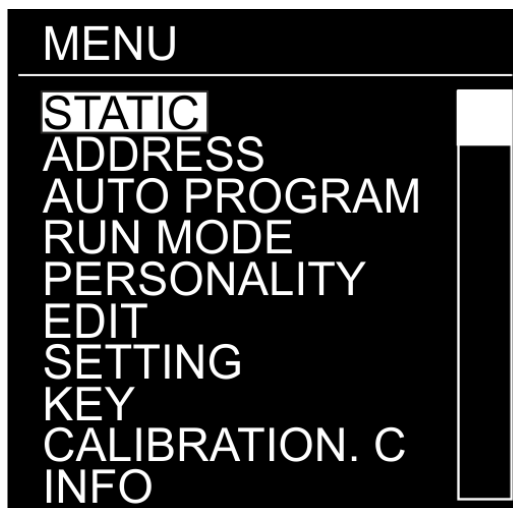 MENU
STATIC
ADDRESS
AUTO PROGRAM
RUN MODE
PERSONALITY
EDIT
SETTING
KEY
CALIBRATION. C
INFO